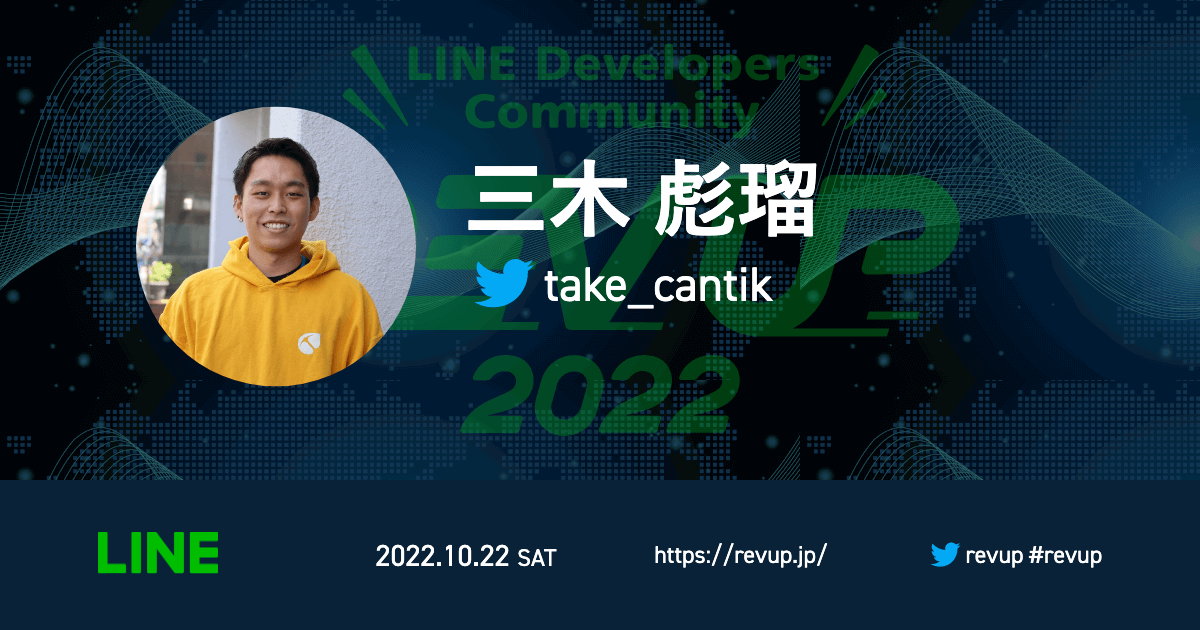 LINE Developers
Community
REVUP
2022
三木 彪瑠
take_cantik
LINE
2022.10.22 SAT
https://revup.jp/
revup #revup